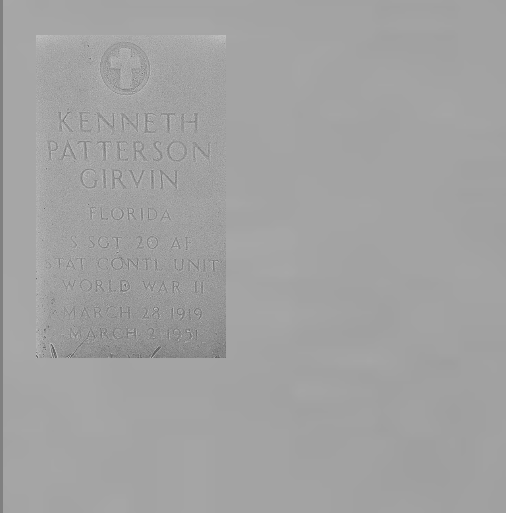 KENNETH
PATTERSON
GIRVIN
FLORIDA
S SGT 20 AF
STAT CONTL UNIT
WORLD WAR II
MARCH 28 1919
MARCH 2 1951